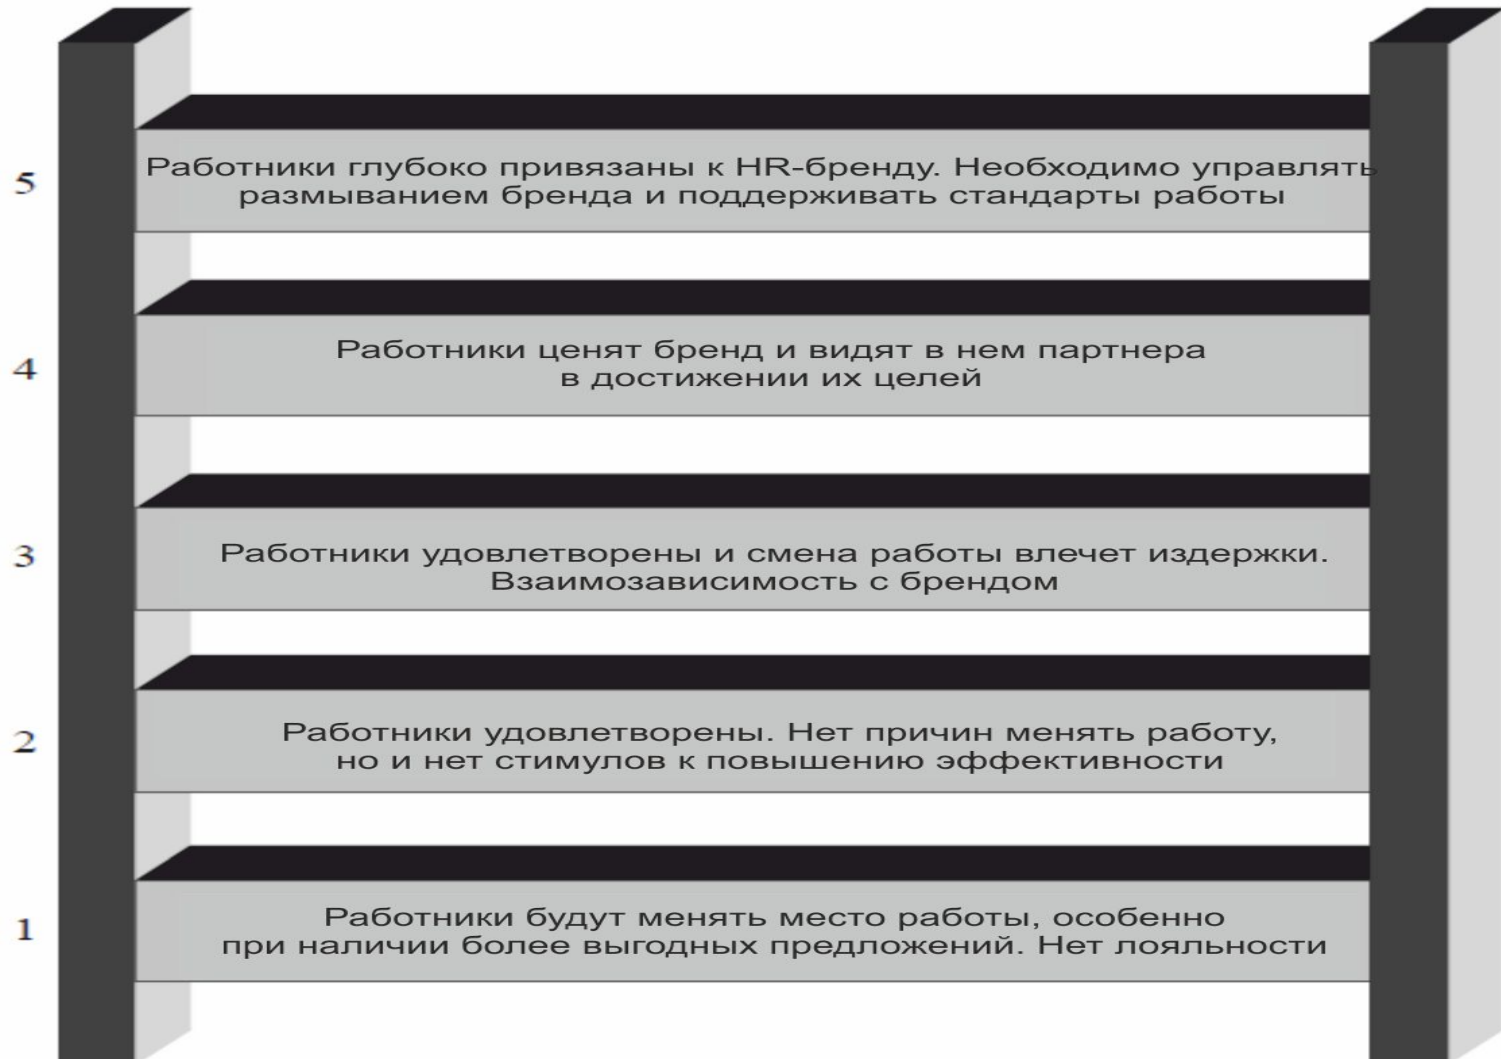 5
Работники глубоко привязаны к HR-бренду. Необходимо управлять
размыванием бренда и поддерживать стандарты работы
4
Работники ценят бренд и видят в нем партнера
в достижении их целей
3
Работники удовлетворены и смена работы влечет издержки.
Взаимозависимость с брендом
2
Работники удовлетворены. Нет причин менять работу,
но и нет стимулов к повышению эффективности
1
Работники будут менять место работы, особенно
при наличии более выгодных предложений. Нет лояльности